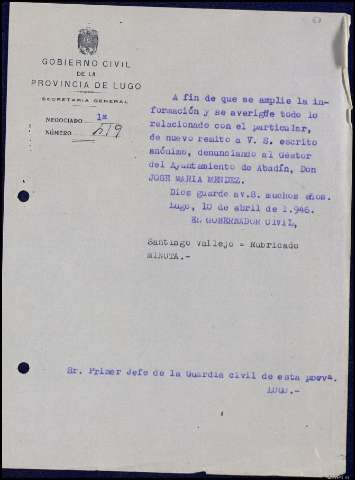 GOBIERNO CIVIL
DE LA
PROVINCIA DE LUGO
SECRETARIA GENERAL
NEGOCIADO 1º
NÚMERO 219
A fin de que se amplie la in-
formación y se averigüe todo lo
relacionado con el particular,
de nuevo remito a V. S. escrito
anónimo, denunciando al Gestor
del Ayuntamiento de Abadín, Don
JOSE MARIA MENDEZ.
Dios guarde av.S. muchos años.
Lugo, 10 de abril de 1.946.
EL GOBERNADOR CIVIL,
Santiago Vallejo = Rubricado
MINUTA.-
Sr. Primer Jefe de la Guardia civil de esta provª.
LUGO.-